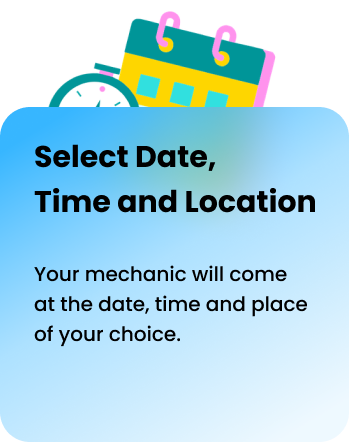 Select Date,
Time and Location
Your mechanic will come
at the date, time and place
of your choice.